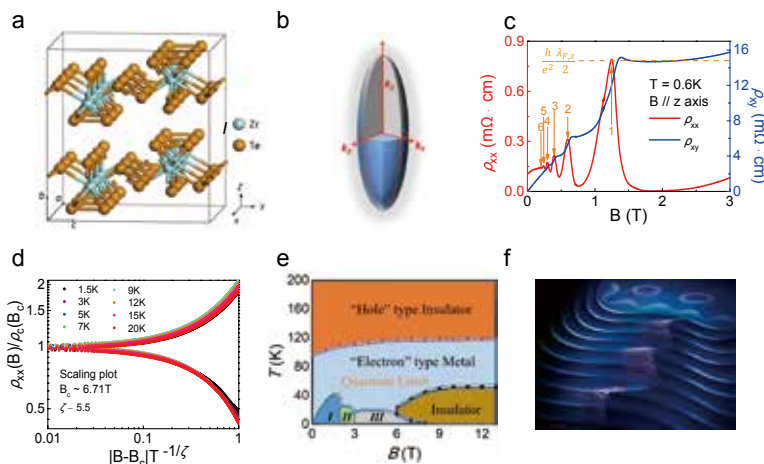 a
b
c
Zr
Te
b
a
c
z
y
x
k_z
k_x
k_y
0.9
0.6
0.3
0.0
ρ_xx (mΩ · cm)
h/e² λ_F,z/2
T = 0.6K
B // z axis
ρ_xx
ρ_xy
6 5 4 3 2 1
16
12
8
4
0
ρ_xy (mΩ · cm)
0 1 2 3
B (T)
d
e
f
2
1.5
1
0.5
ρ_xx(B)/ρ_c(B_c)
1.5K 9K
3K 12K
5K 15K
7K 20K
Scaling plot
B_c ~ 6.71T
ζ ~ 5.5
0.01 0.1 1
|B-B_c|T^-1/ζ
200
160
120
80
40
0
T(K)
"Hole" type Insulator
"Electron" type Metal
Quantum Limit
I II III
Insulator
0 3 6 9 12
B(T)